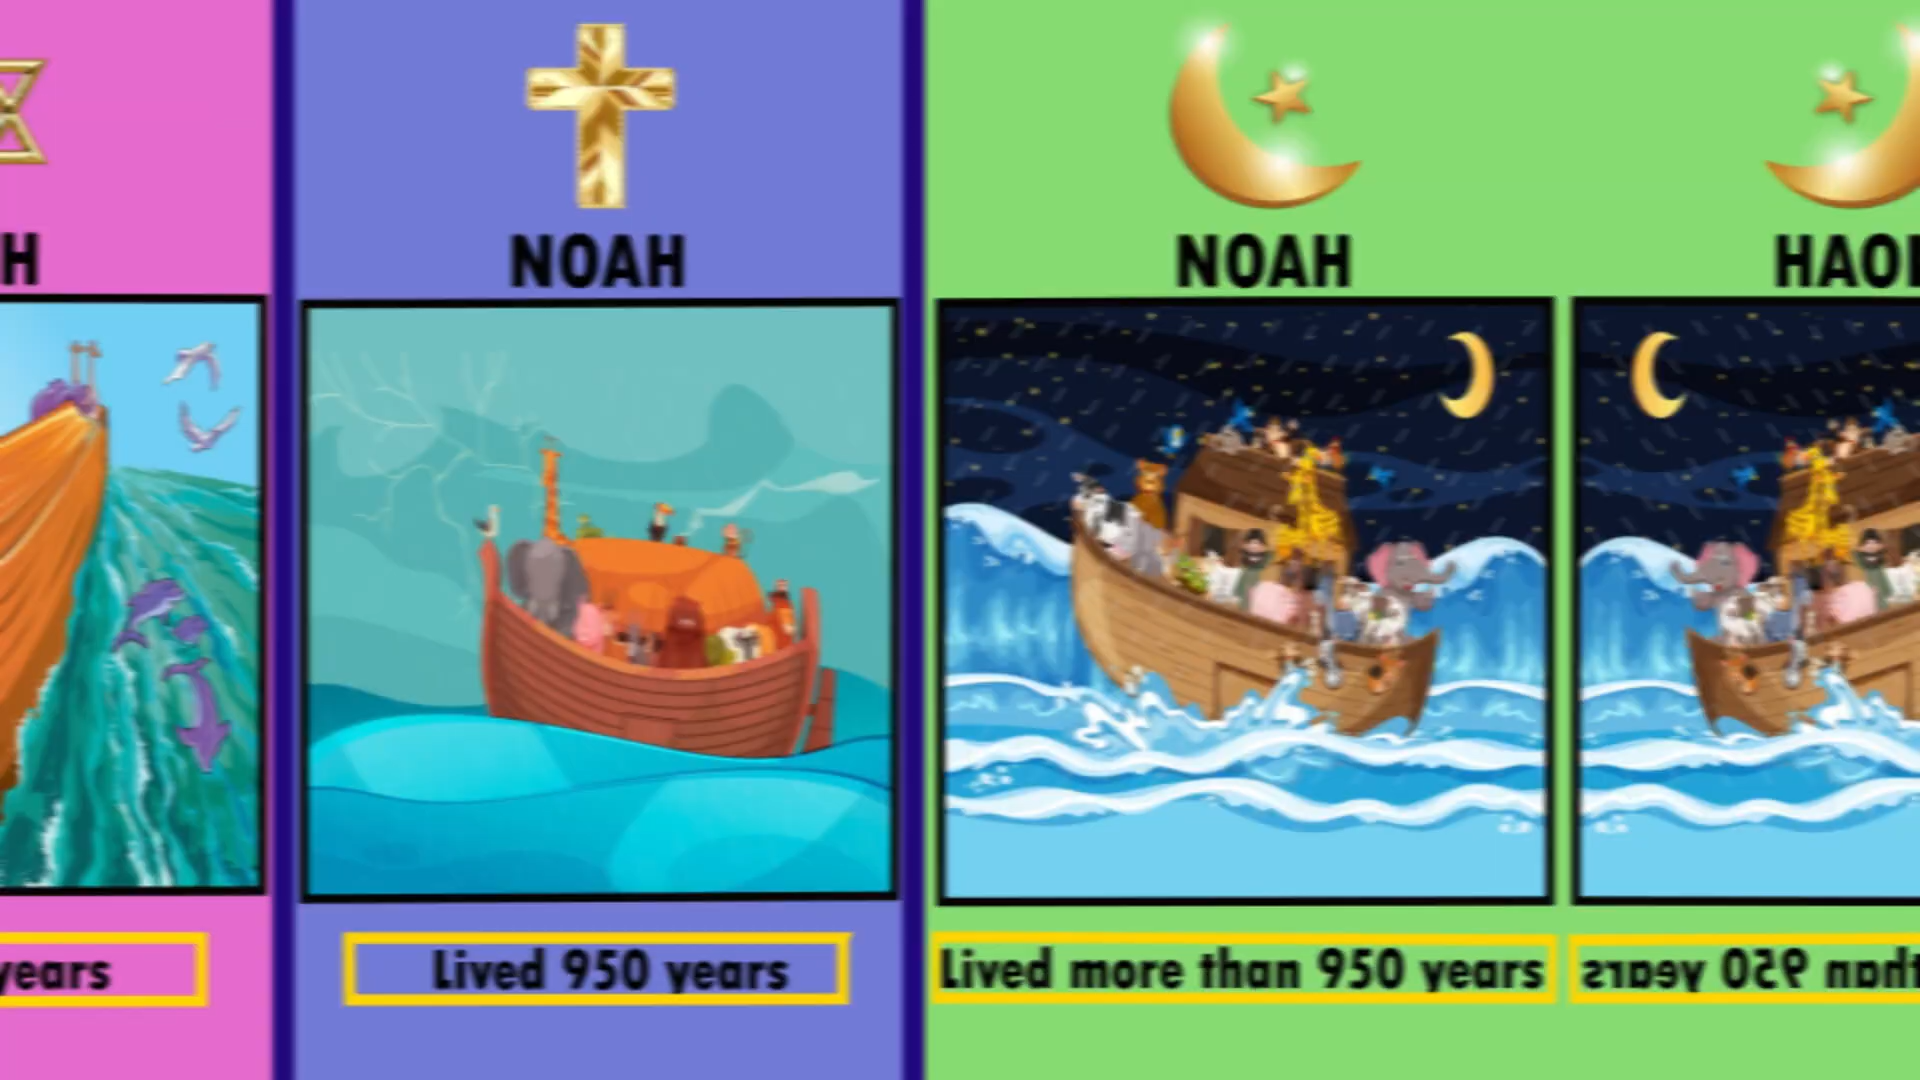 H
NOAH
NOAH
years
Lived 950 years
Lived more than 950 years